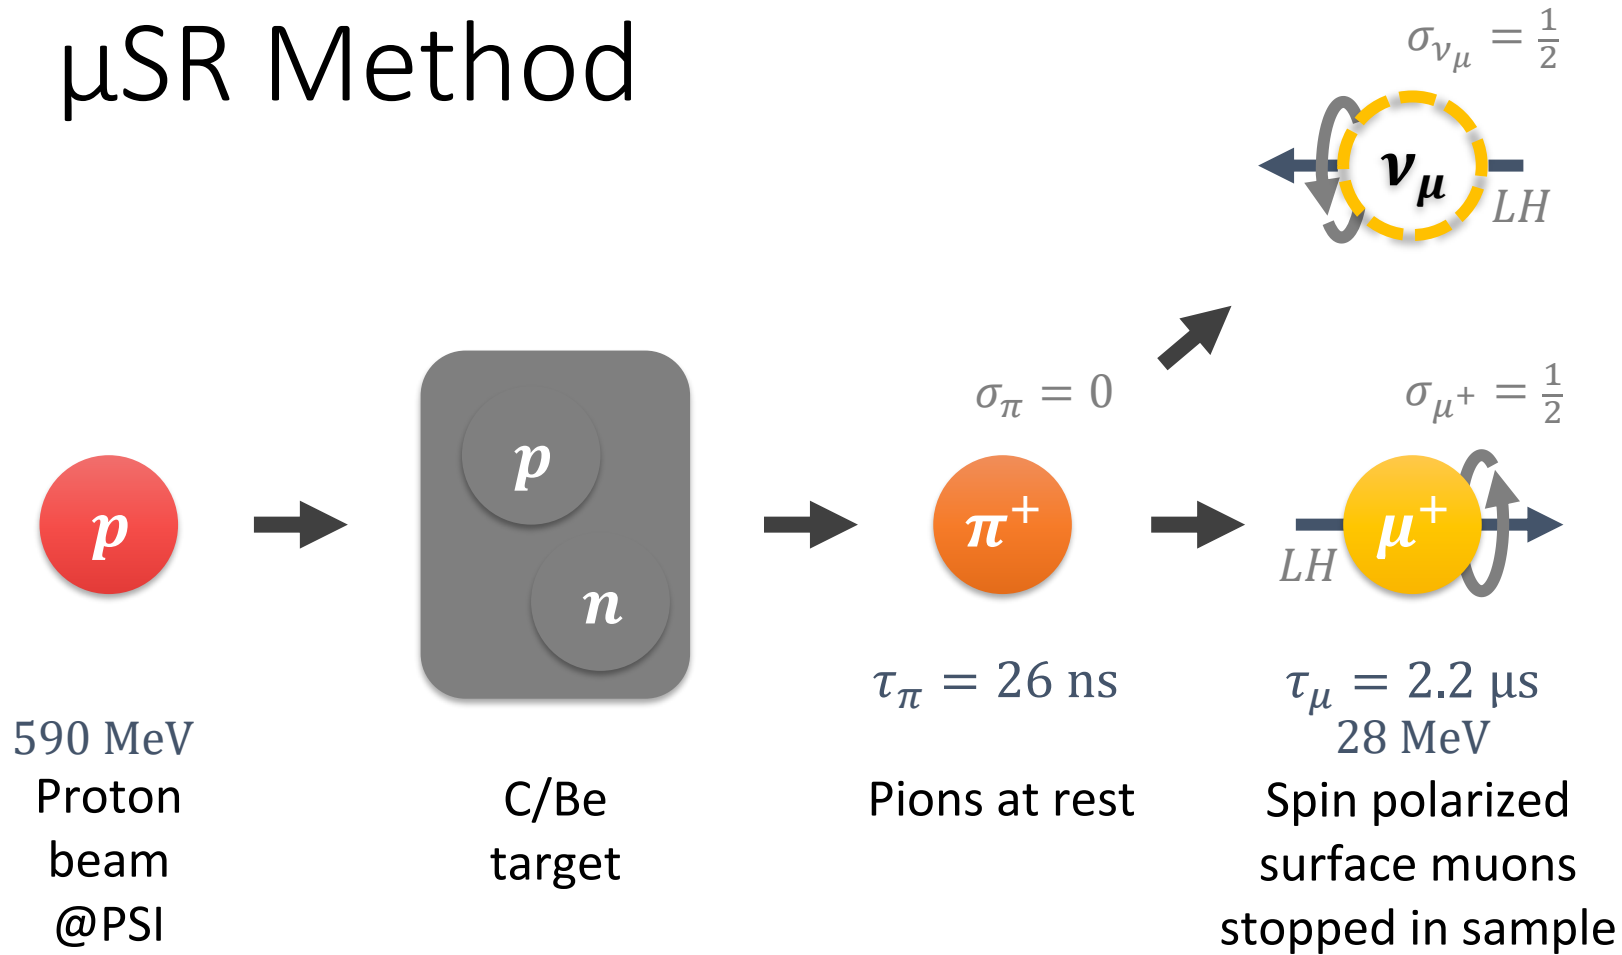 μSR Method
σ_{ν_μ} = 1/2
ν_μ
LH
σ_π = 0
σ_{μ⁺} = 1/2
p
p
n
π⁺
μ⁺
LH
τ_π = 26 ns
τ_μ = 2.2 μs
590 MeV
28 MeV
Proton
beam
@PSI
C/Be
target
Pions at rest
Spin polarized
surface muons
stopped in sample